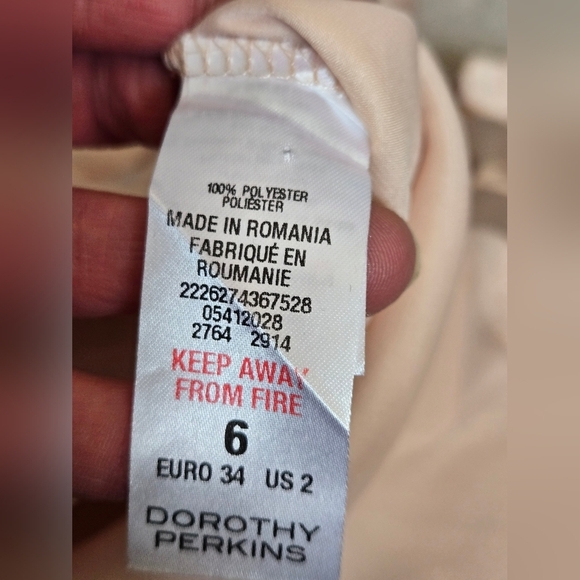 100% POLYESTER
POLIÉSTER
MADE IN ROMANIA
FABRIQUÉ EN
ROUMANIE
2226274367528
05412028
2764 2914
KEEP AWAY
FROM FIRE
6
EURO 34 US 2
DOROTHY
PERKINS